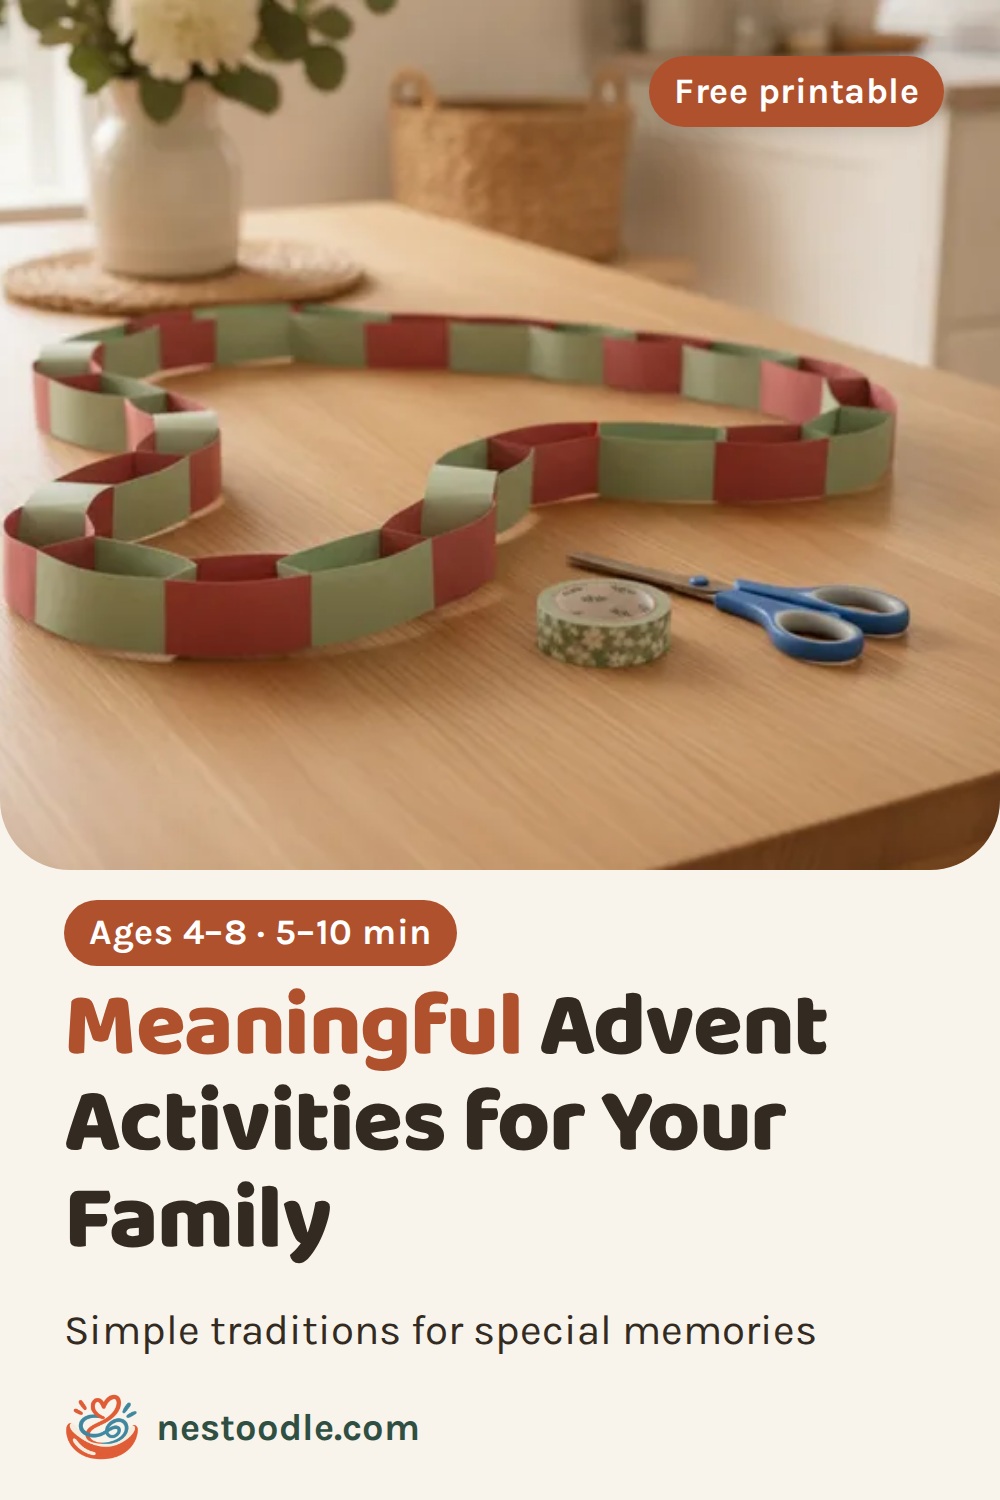 Free printable
Ages 4–8 · 5–10 min
Meaningful Advent
Activities for Your
Family
Simple traditions for special memories
nestoodle.com